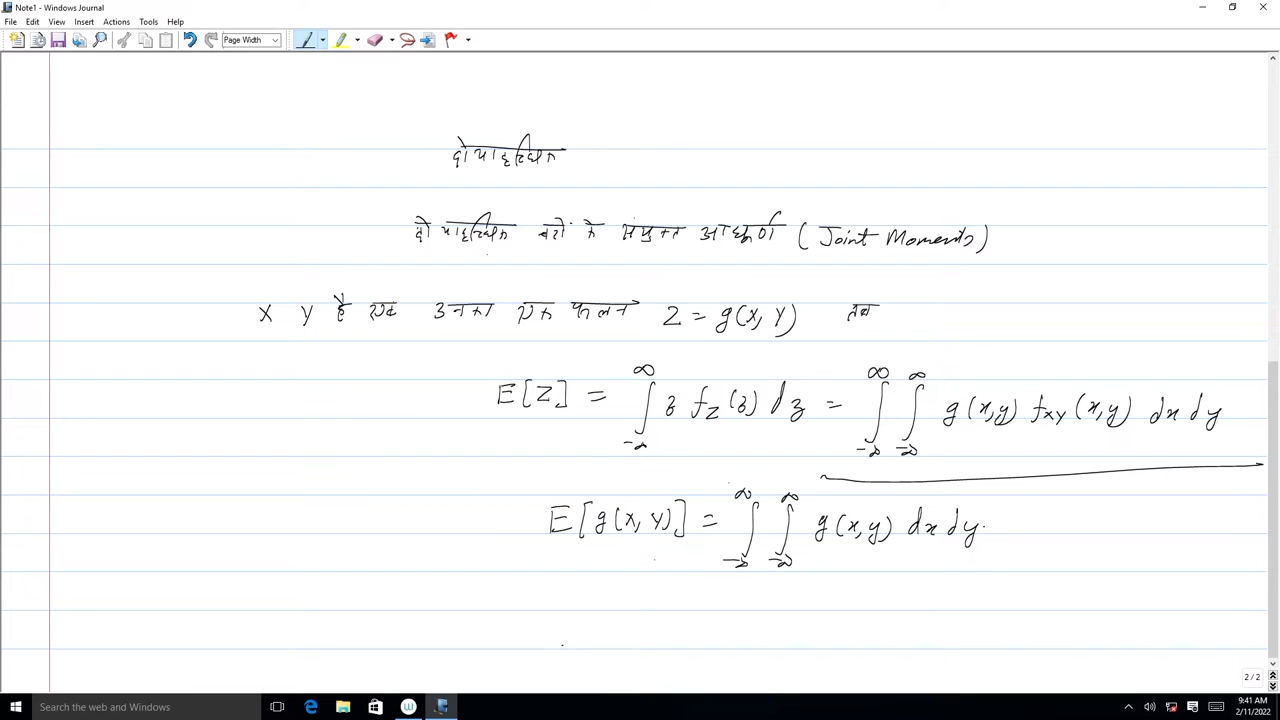 Note1 - Windows Journal
File Edit View Insert Actions Tools Help
Page Width
दो यादृच्छिक
दो यादृच्छिक चरों के संयुक्त आघूर्ण (Joint Moments)
X Y है एवं उनका एक फलन Z = g(X, Y) तब
E[Z] = ∫_{-∞}^{∞} z f_Z(z) dz = ∫_{-∞}^{∞} ∫_{-∞}^{∞} g(x,y) f_{XY}(x,y) dx dy
E[g(X, Y)] = ∫_{-∞}^{∞} ∫_{-∞}^{∞} g(x,y) dx dy.
2/2
Search the web and Windows
9:41 AM
2/11/2022